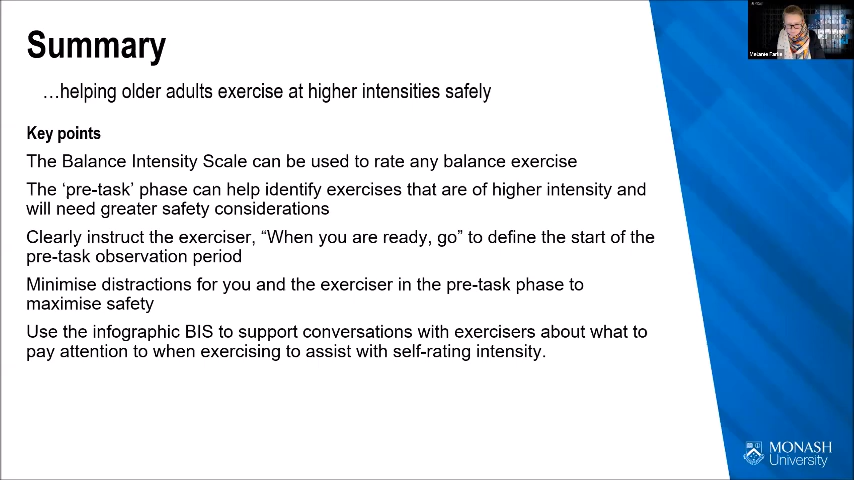 Summary
…helping older adults exercise at higher intensities safely
Key points
The Balance Intensity Scale can be used to rate any balance exercise
The ‘pre-task’ phase can help identify exercises that are of higher intensity and
will need greater safety considerations
Clearly instruct the exerciser, “When you are ready, go” to define the start of the
pre-task observation period
Minimise distractions for you and the exerciser in the pre-task phase to
maximise safety
Use the infographic BIS to support conversations with exercisers about what to
pay attention to when exercising to assist with self-rating intensity.
Melanie
MONASH
University